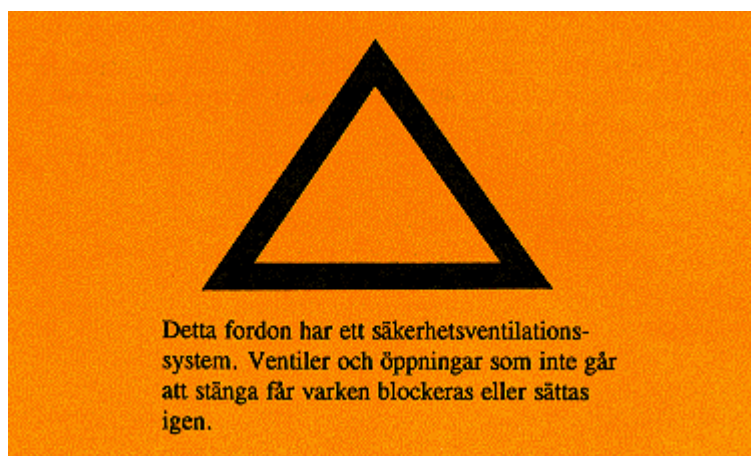 Detta fordon har ett säkerhetsventilations-
system. Ventiler och öppningar som inte går
att stänga får varken blockeras eller sättas
igen.